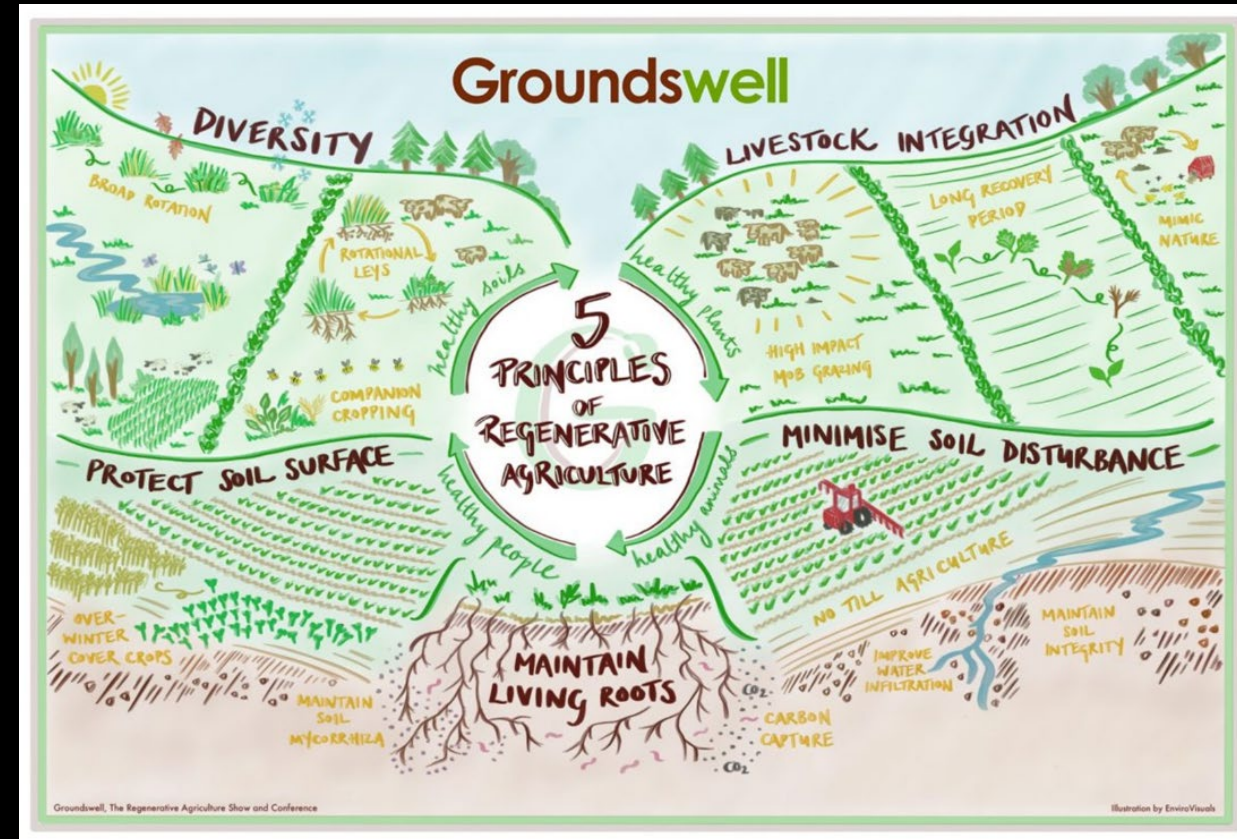 Groundswell
DIVERSITY
BROAD ROTATION
ROTATIONAL
LEYS
COMPANION
CROPPING
LIVESTOCK INTEGRATION
HIGH IMPACT
MOB GRAZING
LONG RECOVERY
PERIOD
MIMIC
NATURE
5
PRINCIPLES
OF
REGENERATIVE
AGRICULTURE
healthy soils
healthy plants
healthy animals
healthy people
PROTECT SOIL SURFACE
OVER-
WINTER
COVER CROPS
MAINTAIN
SOIL
MYCORRHIZA
MAINTAIN
LIVING ROOTS
CO2
CARBON
CAPTURE
CO2
MINIMISE SOIL DISTURBANCE
NO TILL AGRICULTURE
IMPROVE
WATER
INFILTRATION
MAINTAIN
SOIL
INTEGRITY
Groundswell, The Regenerative Agriculture Show and Conference
Illustration by EnviroVisuals